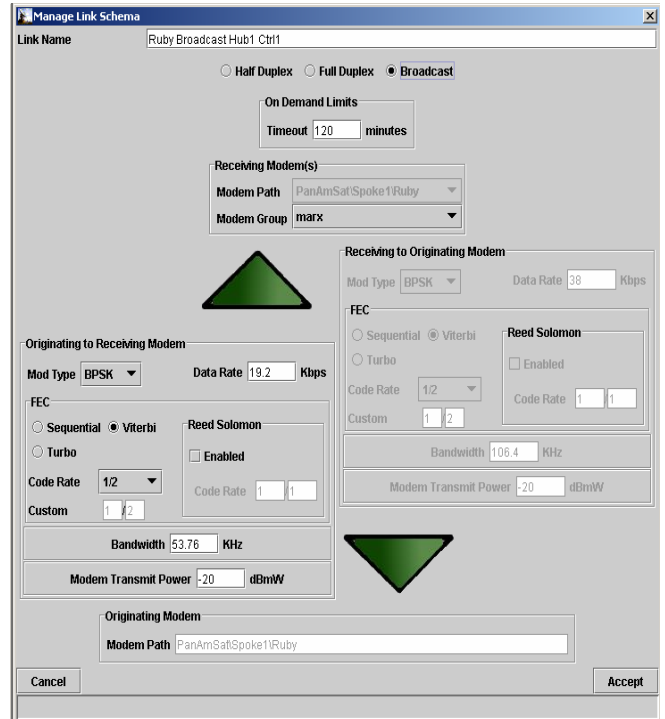 Manage Link Schema
Link Name Ruby Broadcast Hub1 Ctrl1
Half Duplex Full Duplex Broadcast
On Demand Limits
Timeout 120 minutes
Receiving Modem(s)
Modem Path PanAmSat\Spoke1\Ruby
Modem Group marx
Receiving to Originating Modem
Mod Type BPSK Data Rate 38 Kbps
FEC
Sequential Viterbi
Turbo
Reed Solomon
Enabled
Code Rate 1 /1
Code Rate 1/2
Custom 1 /2
Bandwidth 106.4 KHz
Modem Transmit Power -20 dBmW
Originating to Receiving Modem
Mod Type BPSK Data Rate 19.2 Kbps
FEC
Sequential Viterbi
Turbo
Reed Solomon
Enabled
Code Rate 1 /1
Code Rate 1/2
Custom 1 /2
Bandwidth 53.76 KHz
Modem Transmit Power -20 dBmW
Originating Modem
Modem Path PanAmSat\Spoke1\Ruby
Cancel Accept